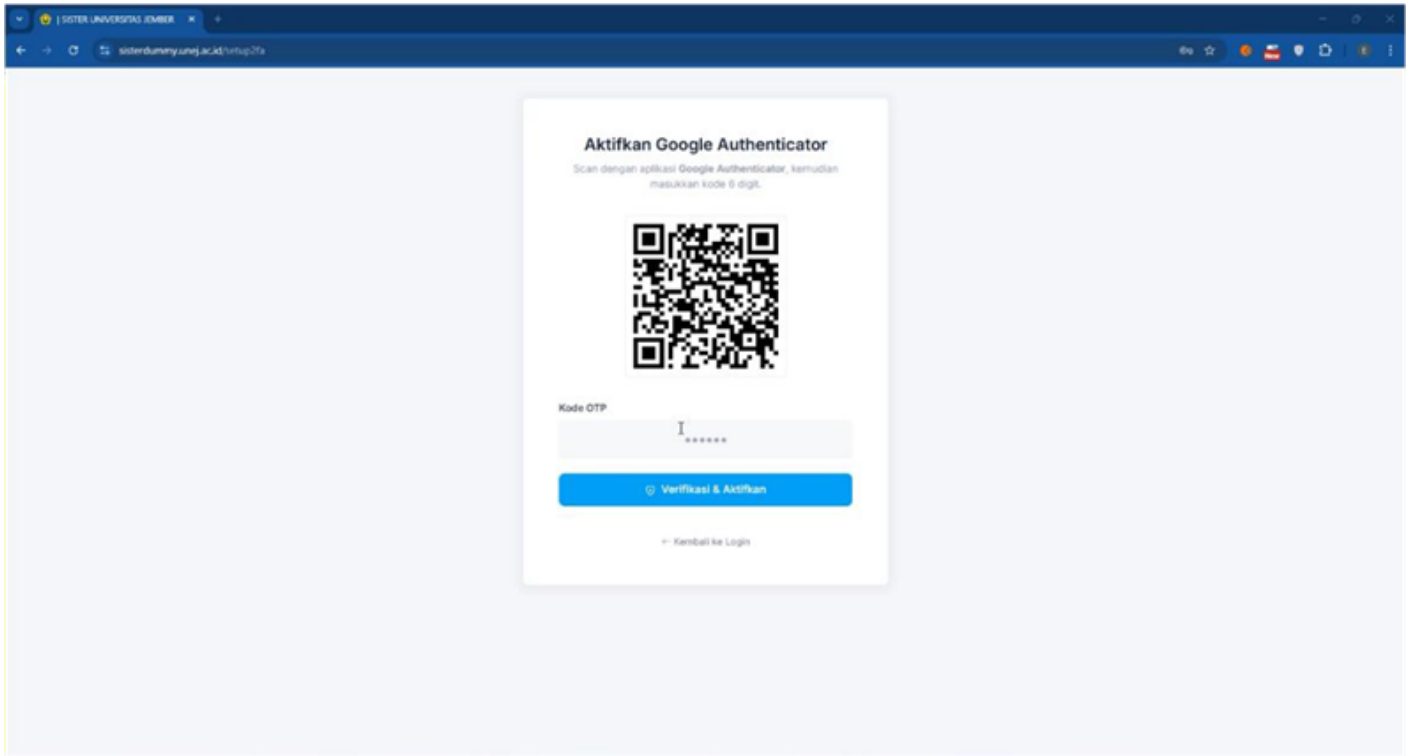 | SISTER UNIVERSITAS JEMBER
sisterdummy.unej.ac.id/setup2fa
New
Aktifkan Google Authenticator
Scan dengan aplikasi Google Authenticator, kemudian
masukkan kode 6 digit.
Kode OTP
Verifikasi & Aktifkan
← Kembali ke Login